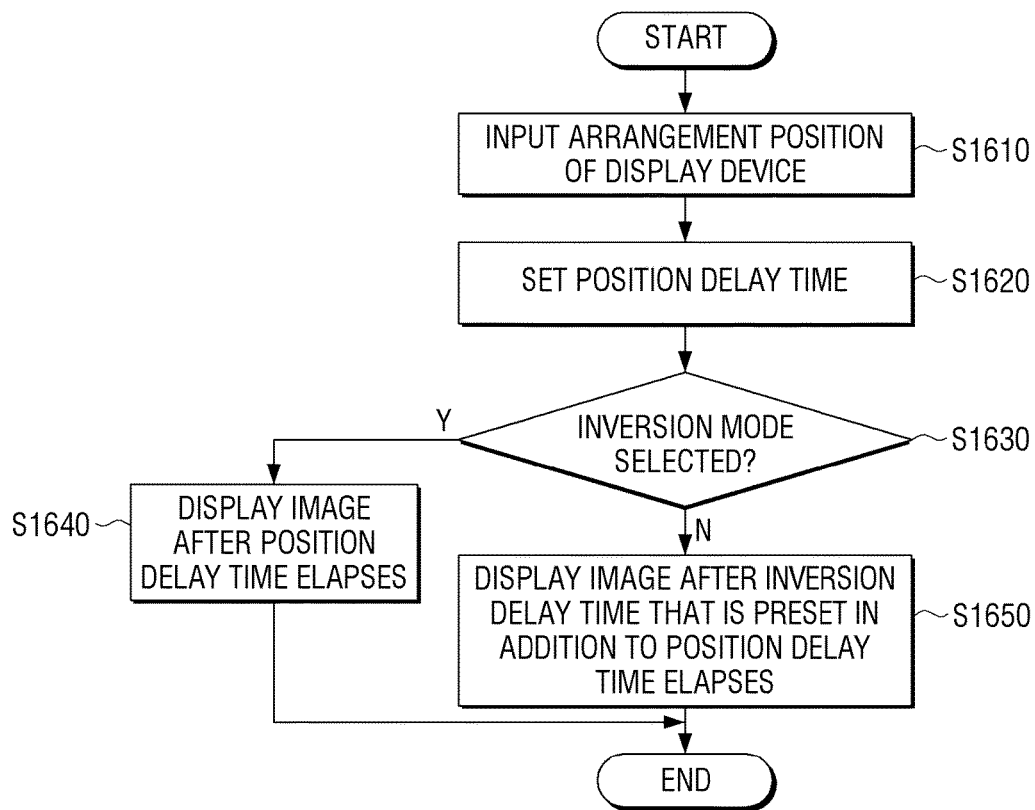 START
INPUT ARRANGEMENT POSITION
OF DISPLAY DEVICE
S1610
SET POSITION DELAY TIME
S1620
INVERSION MODE
SELECTED?
S1630
Y
N
S1640
DISPLAY IMAGE
AFTER POSITION
DELAY TIME ELAPSES
DISPLAY IMAGE AFTER INVERSION
DELAY TIME THAT IS PRESET IN
ADDITION TO POSITION DELAY
TIME ELAPSES
S1650
END